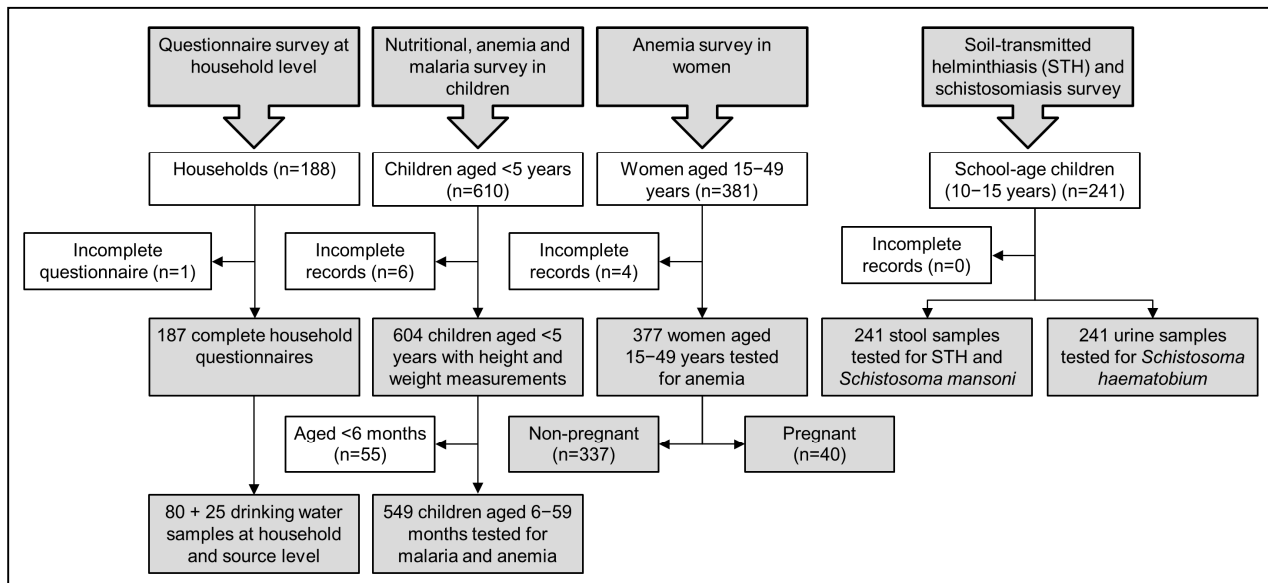 Questionnaire survey at
household level
Nutritional, anemia and
malaria survey in
children
Anemia survey in
women
Soil-transmitted
helminthiasis (STH) and
schistosomiasis survey
Households (n=188)
Children aged <5 years
(n=610)
Women aged 15−49
years (n=381)
School-age children
(10−15 years) (n=241)
Incomplete
questionnaire (n=1)
Incomplete
records (n=6)
Incomplete
records (n=4)
Incomplete
records (n=0)
187 complete household
questionnaires
604 children aged <5
years with height and
weight measurements
377 women aged
15−49 years tested
for anemia
241 stool samples
tested for STH and
Schistosoma mansoni
241 urine samples
tested for Schistosoma
haematobium
Aged <6 months
(n=55)
Non-pregnant
(n=337)
Pregnant
(n=40)
80 + 25 drinking water
samples at household
and source level
549 children aged 6−59
months tested for
malaria and anemia